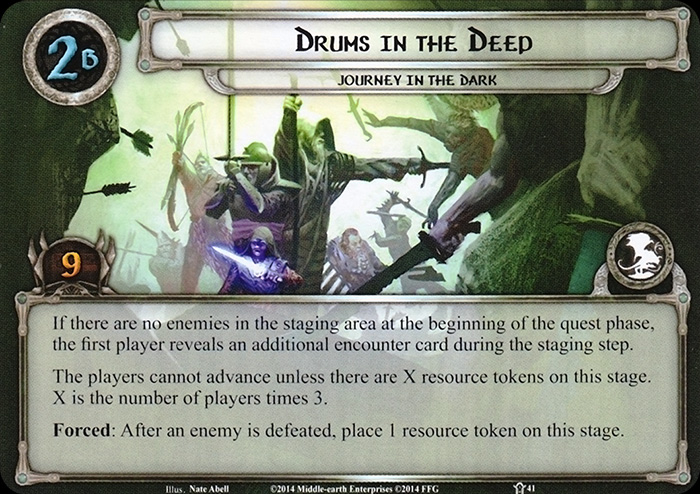 2B
DRUMS IN THE DEEP
JOURNEY IN THE DARK
9
If there are no enemies in the staging area at the beginning of the quest phase,
the first player reveals an additional encounter card during the staging step.
The players cannot advance unless there are X resource tokens on this stage.
X is the number of players times 3.
Forced: After an enemy is defeated, place 1 resource token on this stage.
Illus. Nate Abell ©2014 Middle-earth Enterprises ©2014 FFG 41